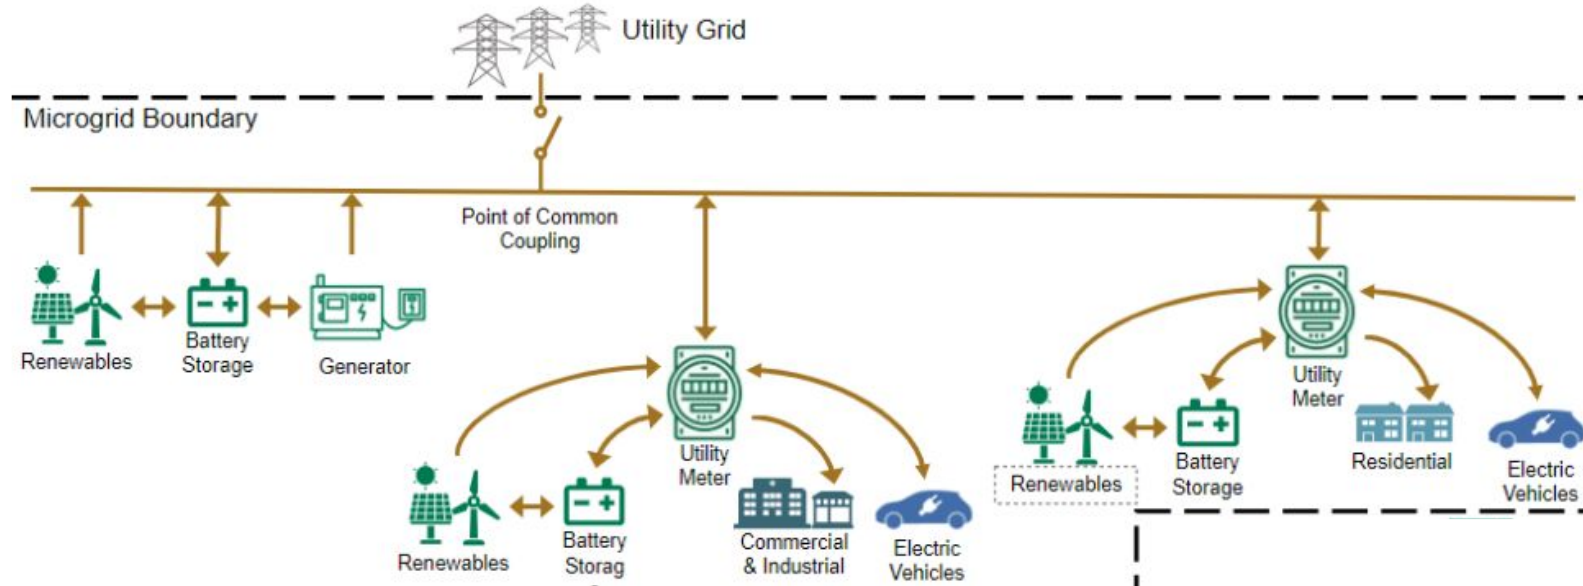 Utility Grid
Microgrid Boundary
Point of Common
Coupling
Renewables
Battery
Storage
Generator
Utility
Meter
Renewables
Battery
Storag
Commercial
& Industrial
Electric
Vehicles
Utility
Meter
Renewables
Battery
Storage
Residential
Electric
Vehicles